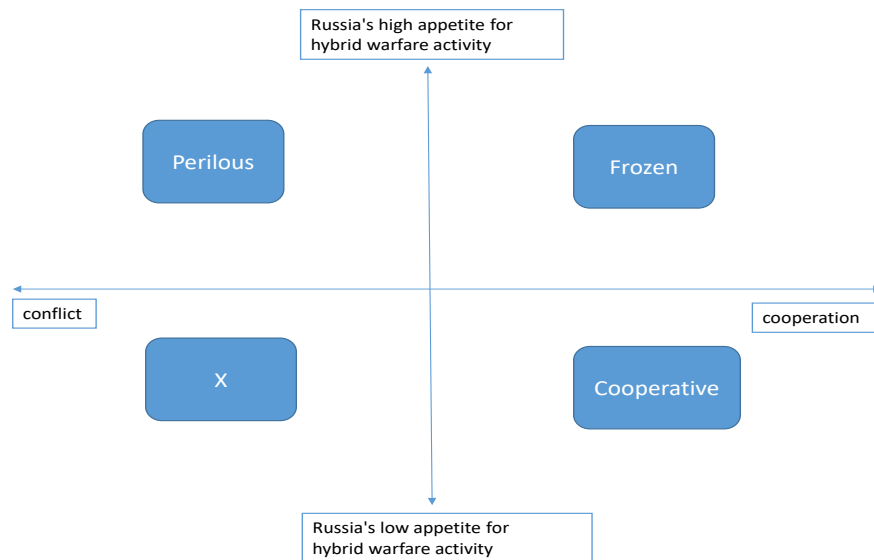 Russia's high appetite for
hybrid warfare activity
Perilous
Frozen
conflict
cooperation
X
Cooperative
Russia's low appetite for
hybrid warfare activity